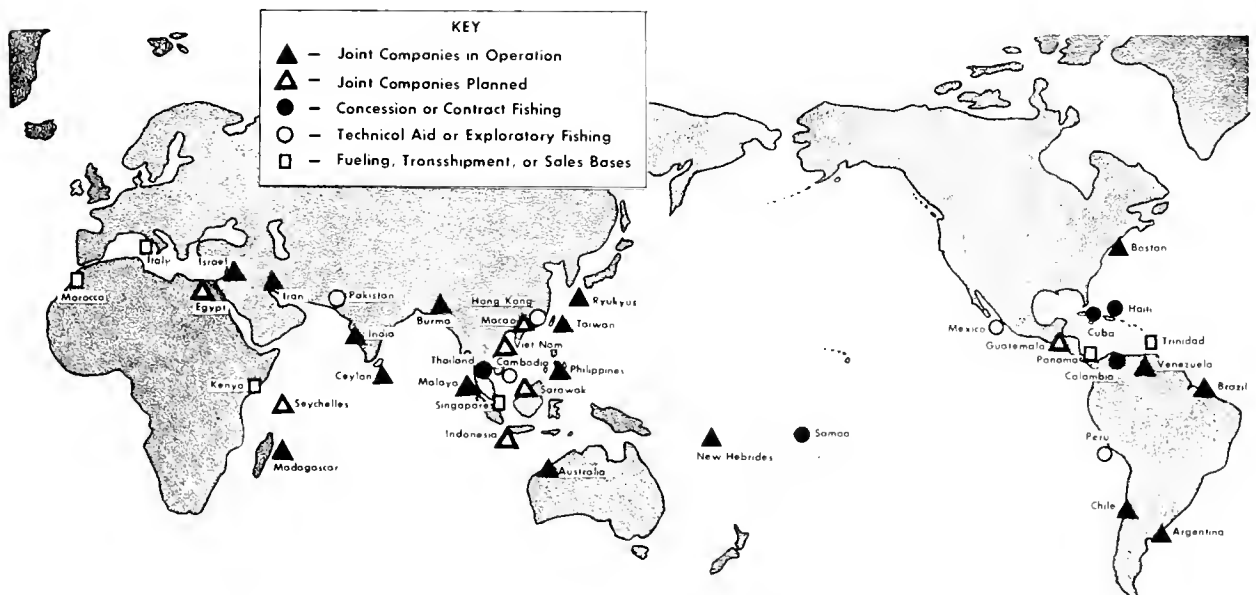 KEY
▲ – Joint Companies in Operation
△ – Joint Companies Planned
● – Concession or Contract Fishing
○ – Technical Aid or Exploratory Fishing
□ – Fueling, Transshipment, or Sales Bases
Boston
Italy
Israel
Morocco
Egypt
Iran
Pakistan
Hong Kong
Ryukyus
Burma
Macao
Taiwan
India
Viet Nam
Thailand
Cambodia
Ceylon
Malaya
Philippines
Sarawak
Singapore
Kenya
Seychelles
Indonesia
Madagascar
Australia
New Hebrides
Samoa
Mexico
Haiti
Cuba
Guatemala
Trinidad
Panama
Colombia
Venezuela
Brazil
Peru
Chile
Argentina